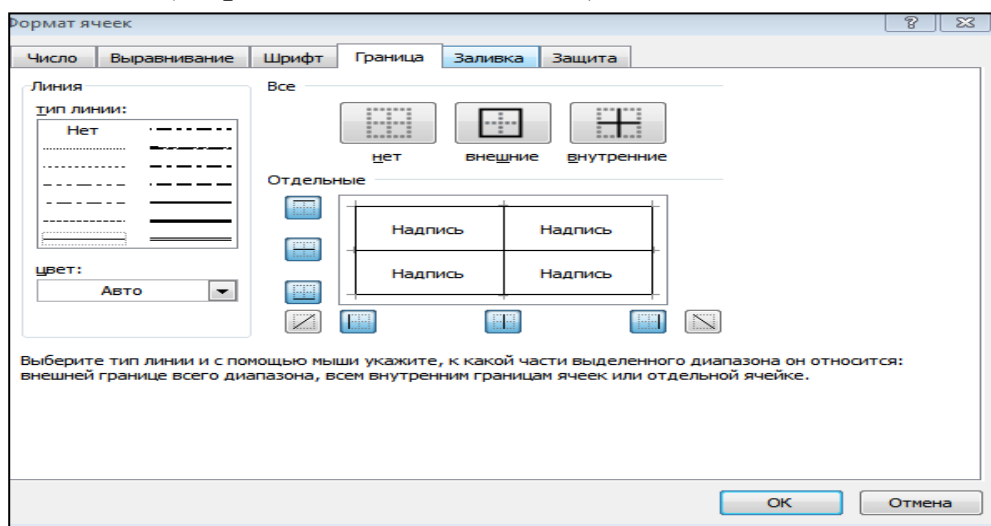 Формат ячеек
Число Выравнивание Шрифт Граница Заливка Защита
Линия
тип линии:
Нет
цвет:
Авто
Все
нет внешние внутренние
Отдельные
Надпись Надпись
Надпись Надпись
Выберите тип линии и с помощью мыши укажите, к какой части выделенного диапазона он относится:
внешней границе всего диапазона, всем внутренним границам ячеек или отдельной ячейке.
ОК Отмена